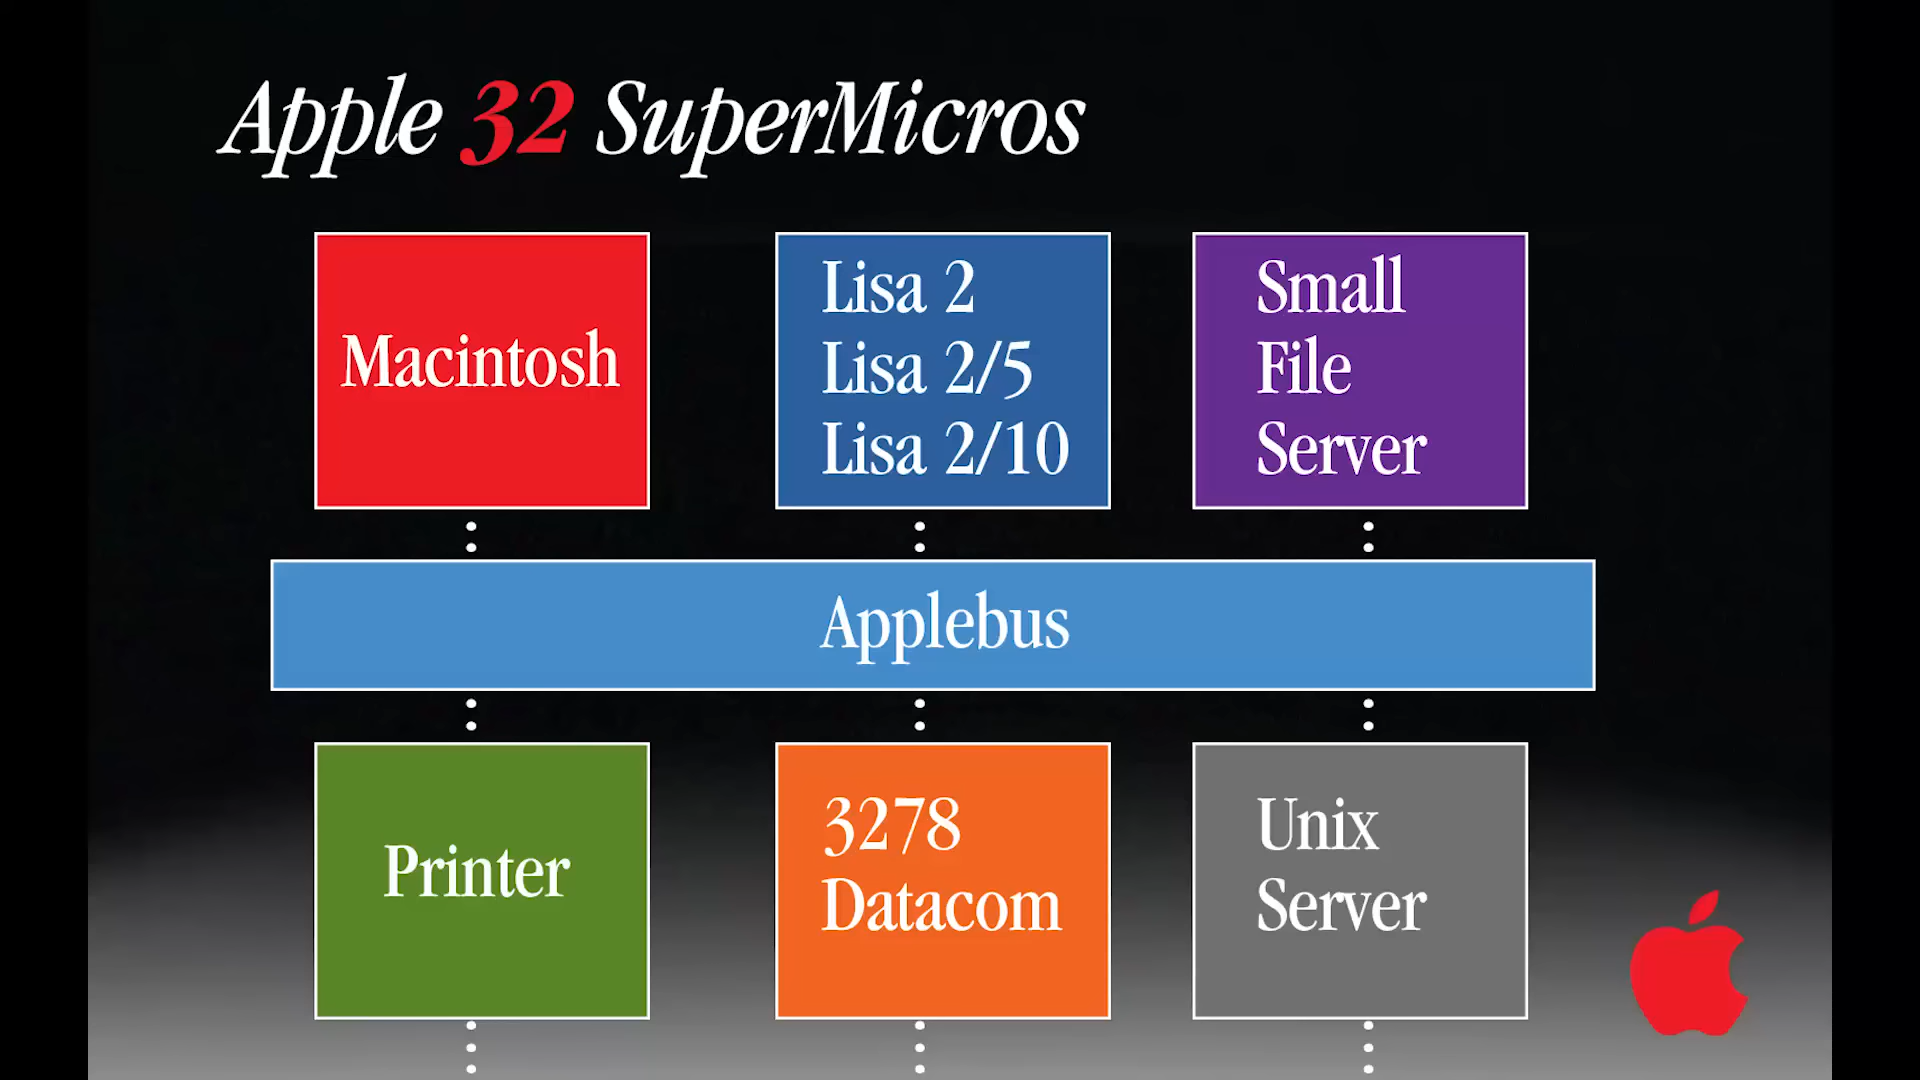 Apple 32 SuperMicros
Macintosh
Lisa 2
Lisa 2/5
Lisa 2/10
Small
File
Server
Applebus
Printer
3278
Datacom
Unix
Server